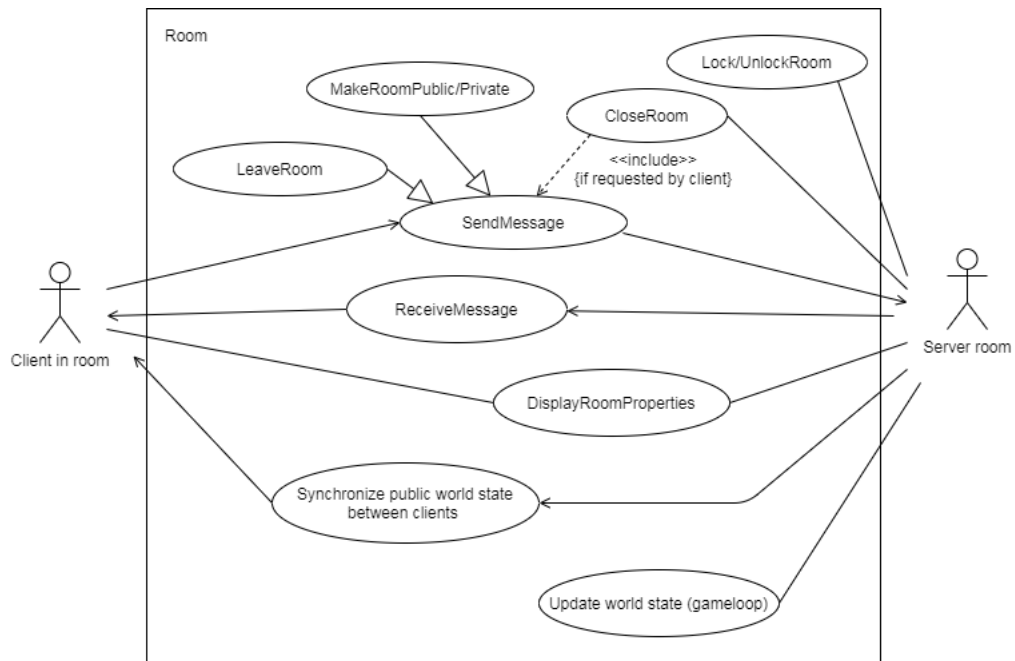 Room
Lock/UnlockRoom
MakeRoomPublic/Private
CloseRoom
<<include>>
{if requested by client}
LeaveRoom
SendMessage
ReceiveMessage
Client in room
Server room
DisplayRoomProperties
Synchronize public world state
between clients
Update world state (gameloop)